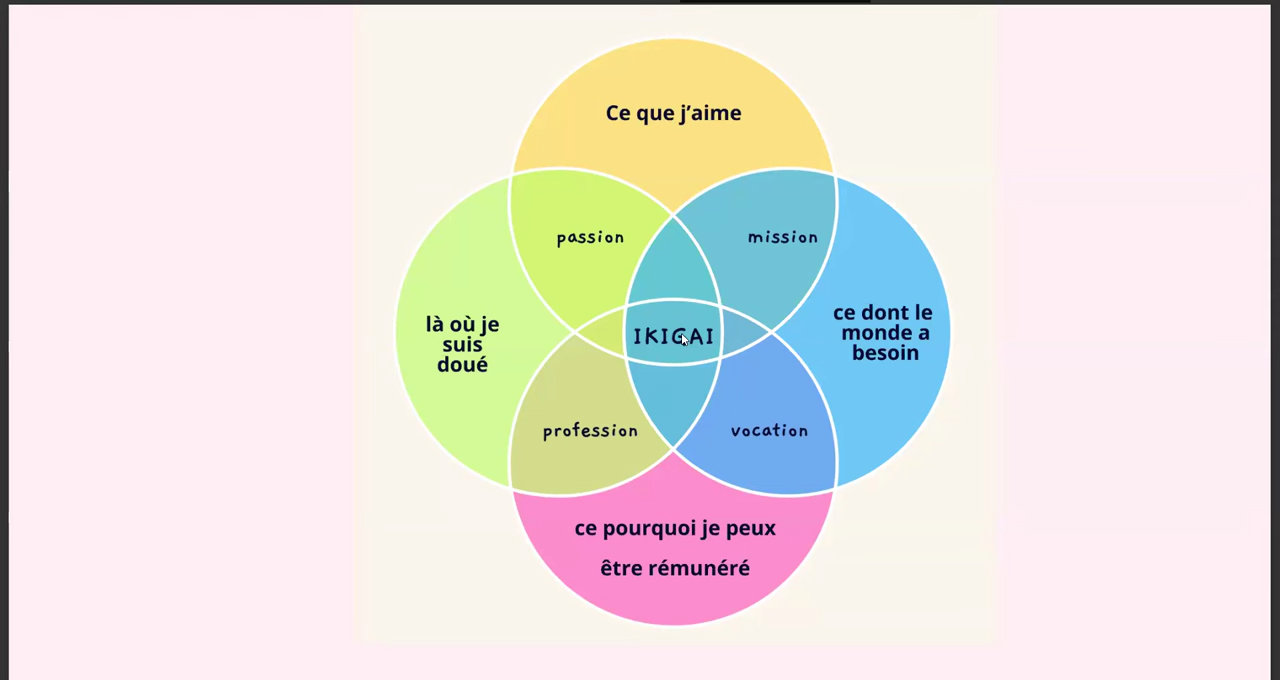 Ce que j’aime
passion
mission
là où je
suis
doué
IKIGAI
ce dont le
monde a
besoin
profession
vocation
ce pourquoi je peux
être rémunéré